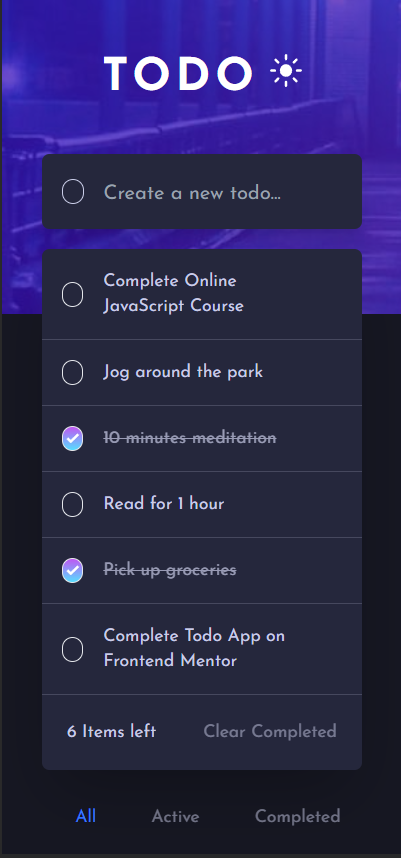 TODO
Create a new todo...
Complete Online
JavaScript Course
Jog around the park
10 minutes meditation
Read for 1 hour
Pick up groceries
Complete Todo App on
Frontend Mentor
6 Items left Clear Completed
All Active Completed